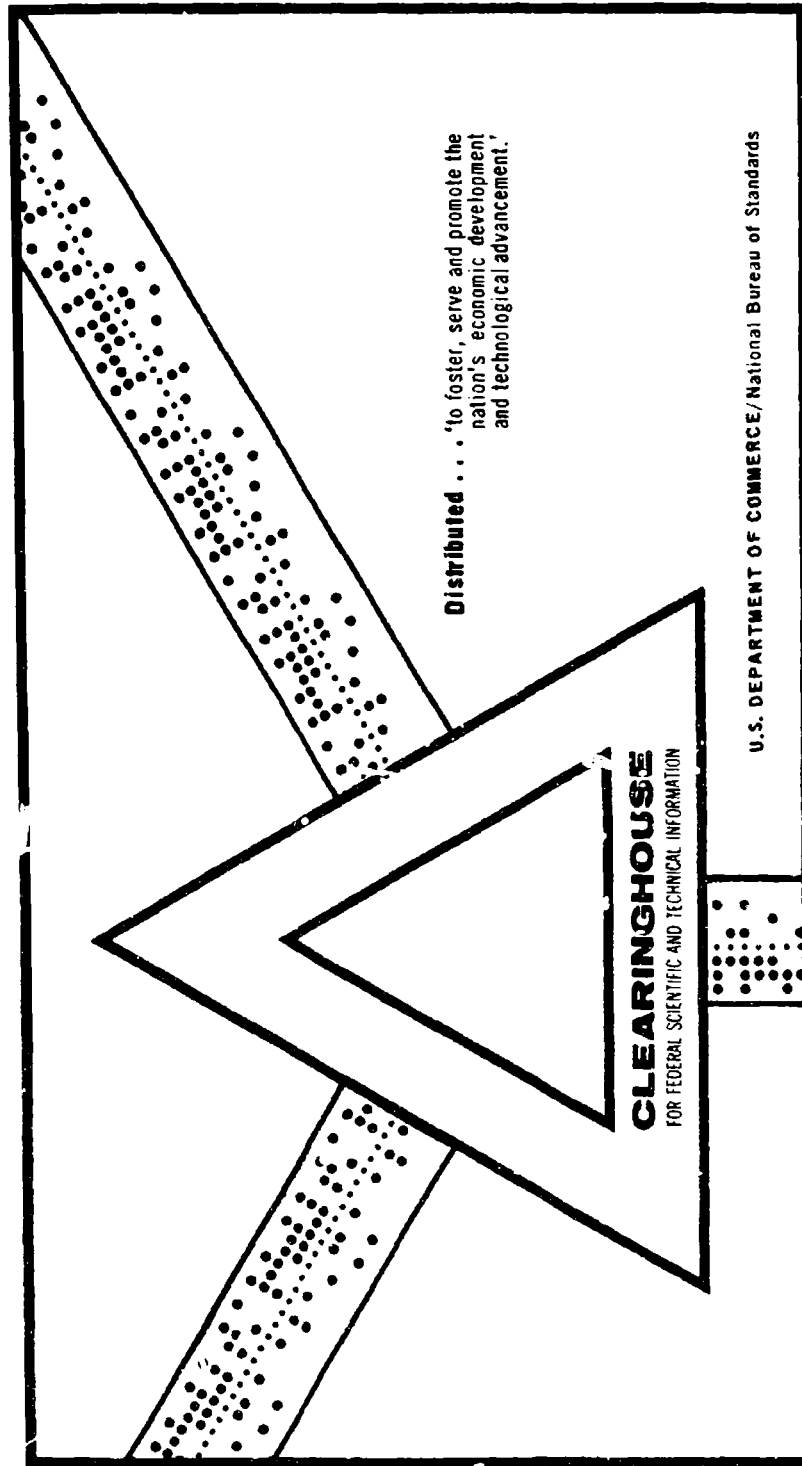 Distributed . . . 'to foster, serve and promote the
nation's economic development
and technological advancement.'
CLEARINGHOUSE
FOR FEDERAL SCIENTIFIC AND TECHNICAL INFORMATION
U.S. DEPARTMENT OF COMMERCE/National Bureau of Standards